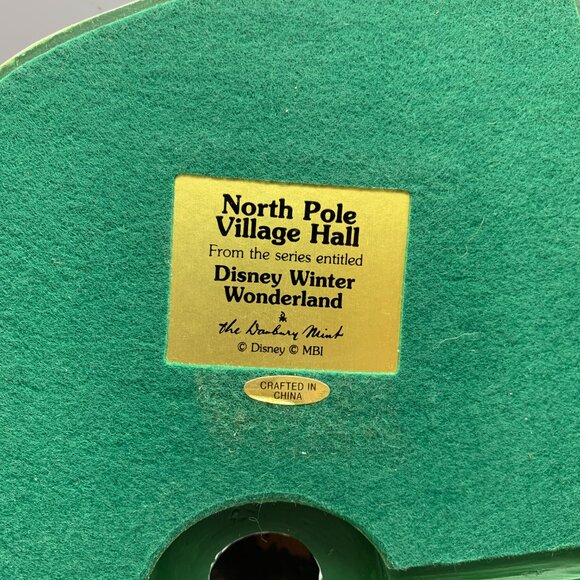 North Pole
Village Hall
From the series entitled
Disney Winter
Wonderland
The Danbury Mint
© Disney © MBI
CRAFTED IN
CHINA